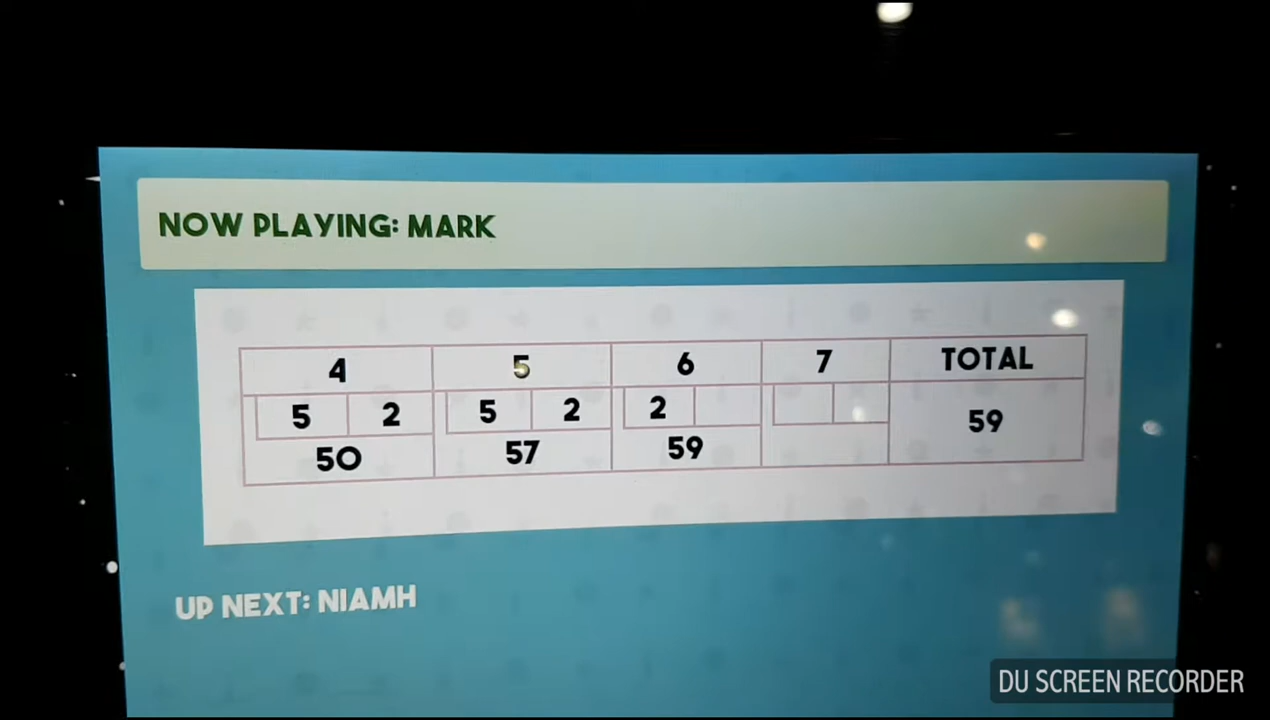 NOW PLAYING: MARK
4 5 6 7 TOTAL
5 2 5 2 2 59
50 57 59
UP NEXT: NIAMH
DU SCREEN RECORDER